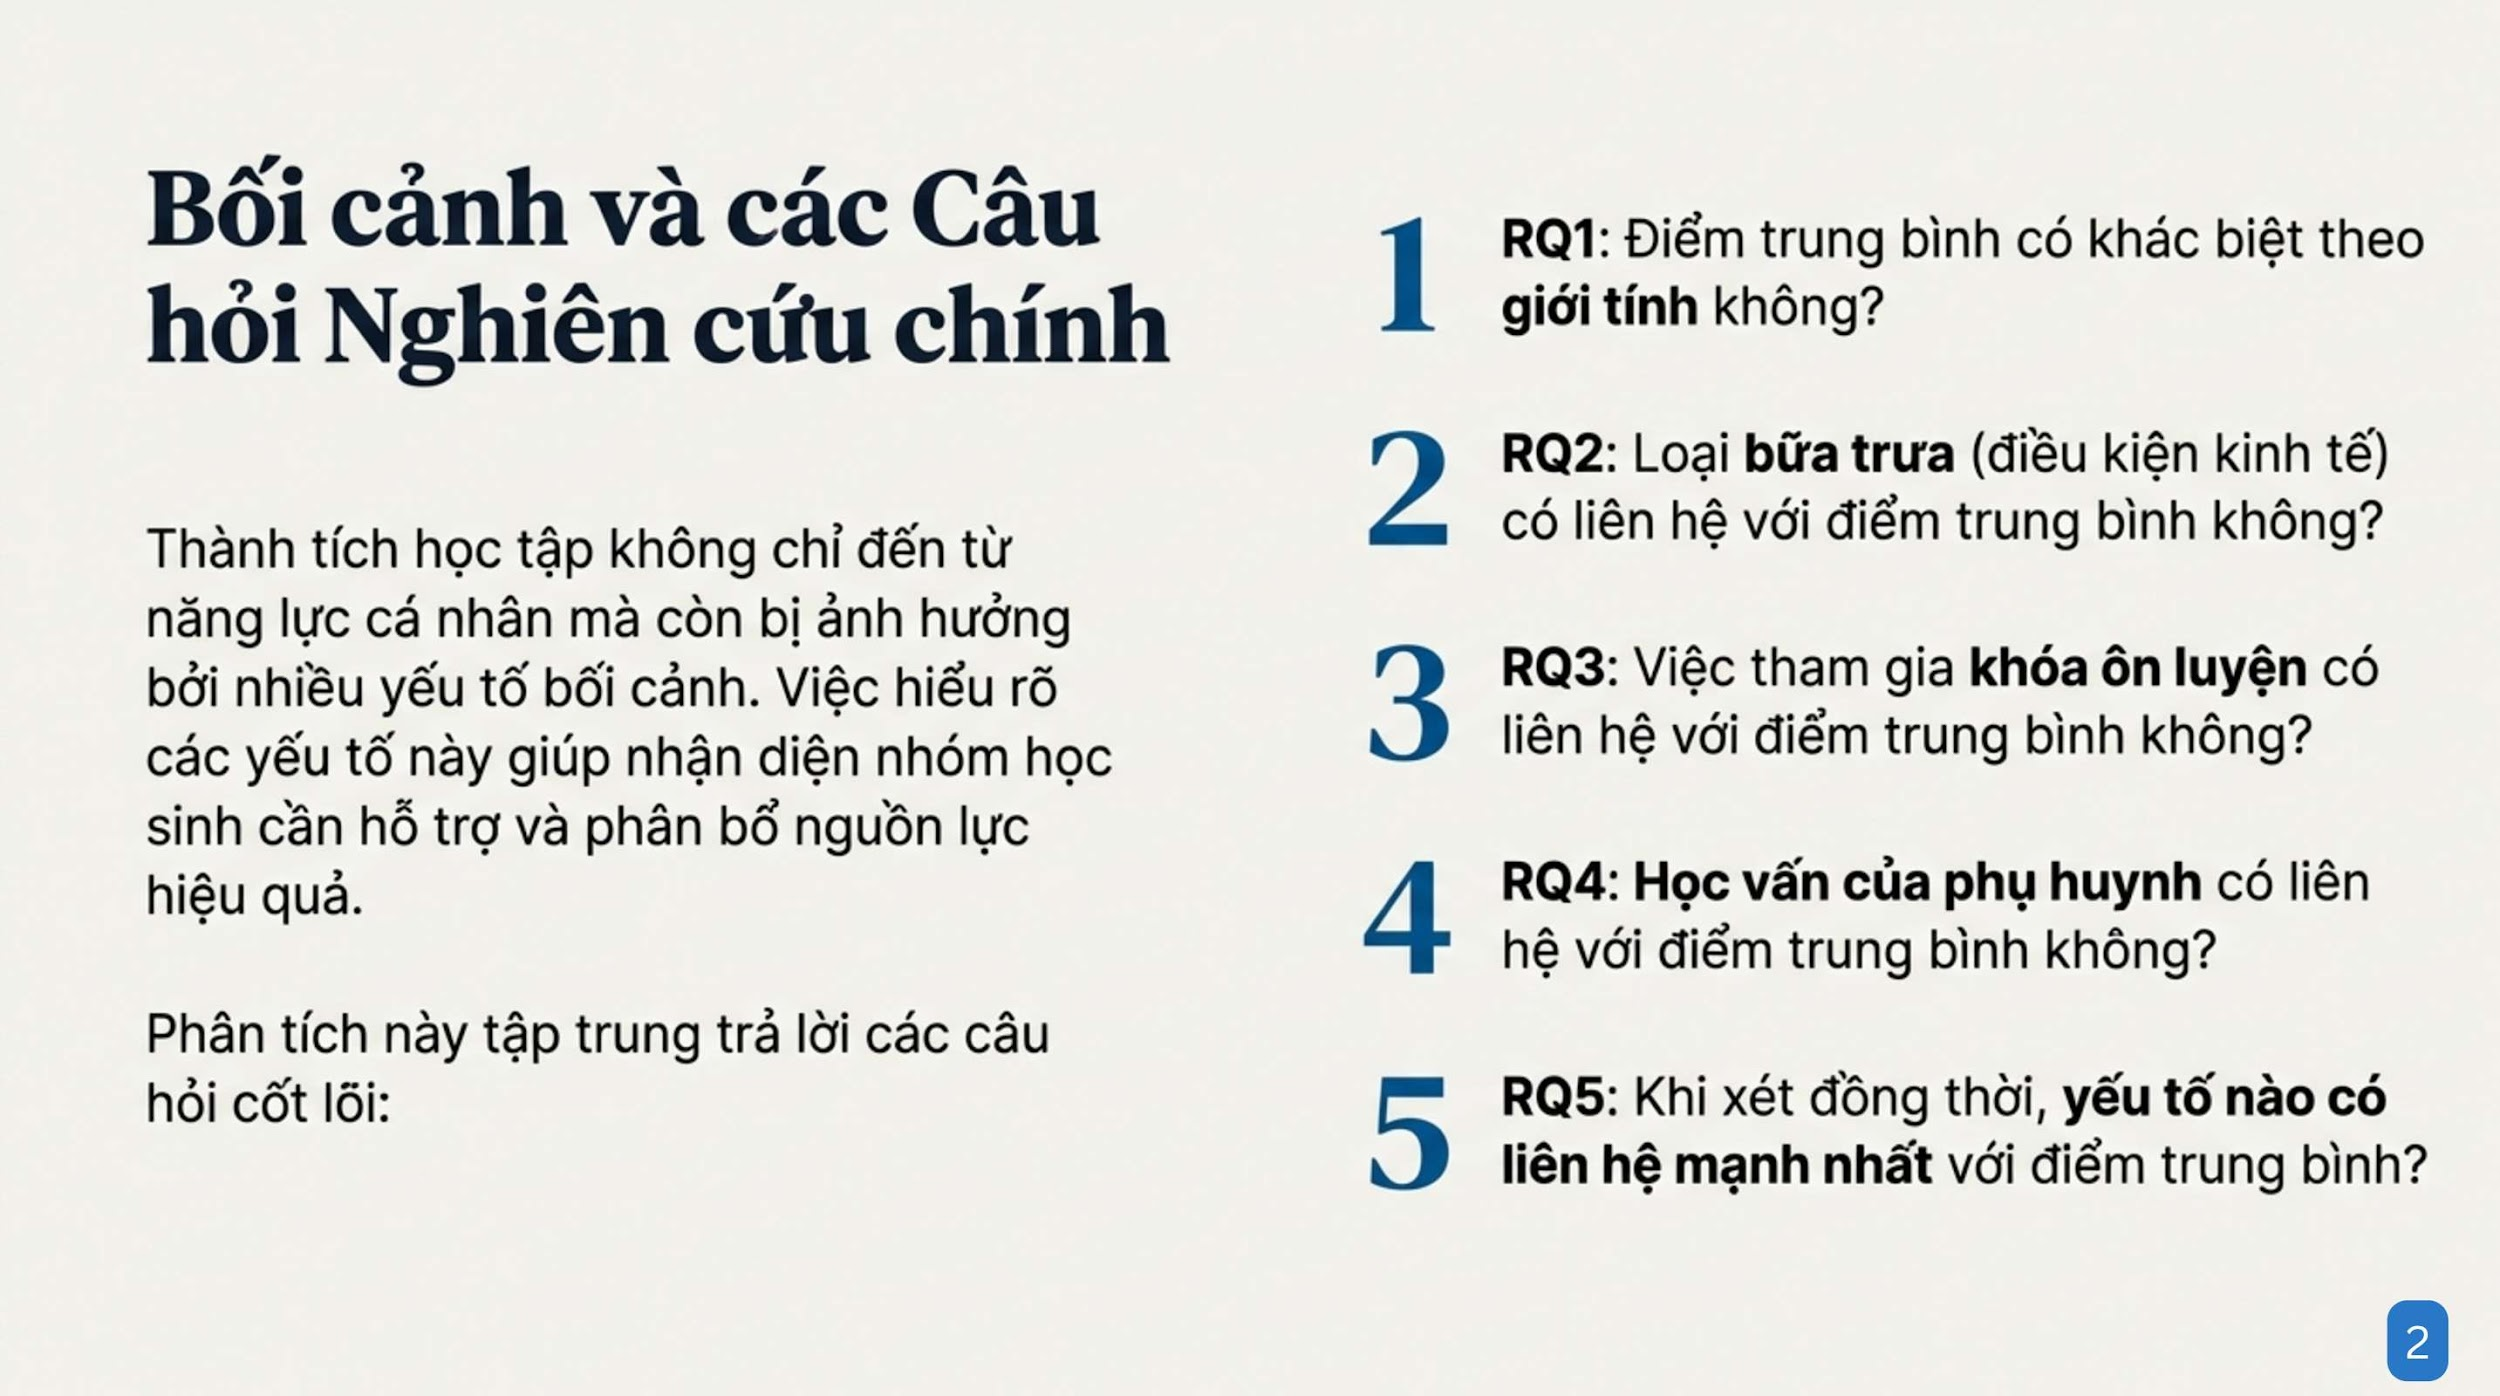 Bối cảnh và các Câu
hỏi Nghiên cứu chính
Thành tích học tập không chỉ đến từ
năng lực cá nhân mà còn bị ảnh hưởng
bởi nhiều yếu tố bối cảnh. Việc hiểu rõ
các yếu tố này giúp nhận diện nhóm học
sinh cần hỗ trợ và phân bổ nguồn lực
hiệu quả.
Phân tích này tập trung trả lời các câu
hỏi cốt lõi:
1
RQ1: Điểm trung bình có khác biệt theo
giới tính không?
2
RQ2: Loại bữa trưa (điều kiện kinh tế)
có liên hệ với điểm trung bình không?
3
RQ3: Việc tham gia khóa ôn luyện có
liên hệ với điểm trung bình không?
4
RQ4: Học vấn của phụ huynh có liên
hệ với điểm trung bình không?
5
RQ5: Khi xét đồng thời, yếu tố nào có
liên hệ mạnh nhất với điểm trung bình?
2